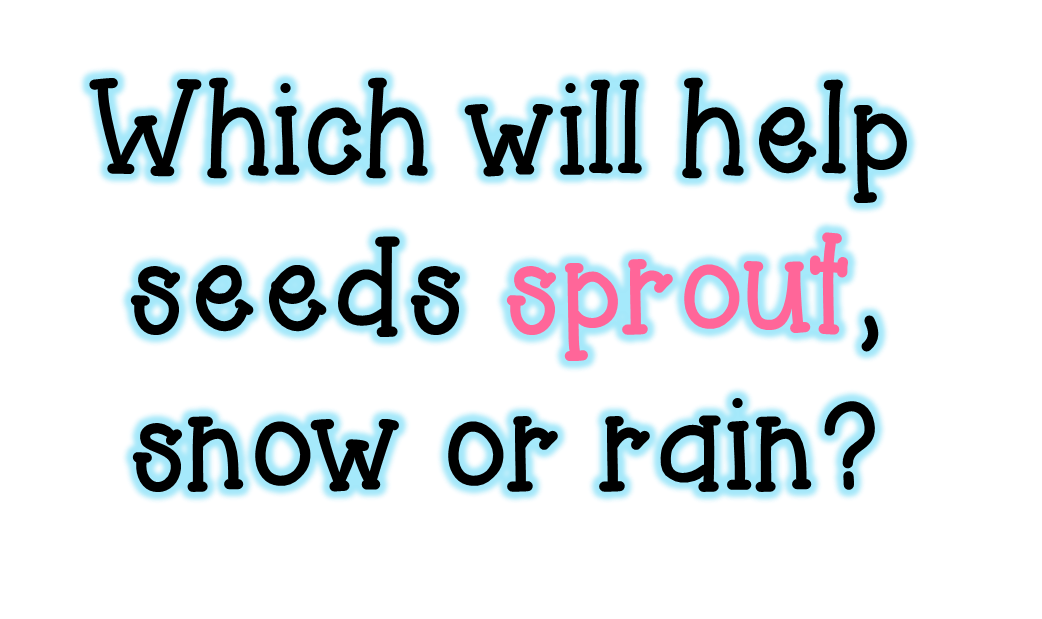 Which will help
seeds sprout,
snow or rain?